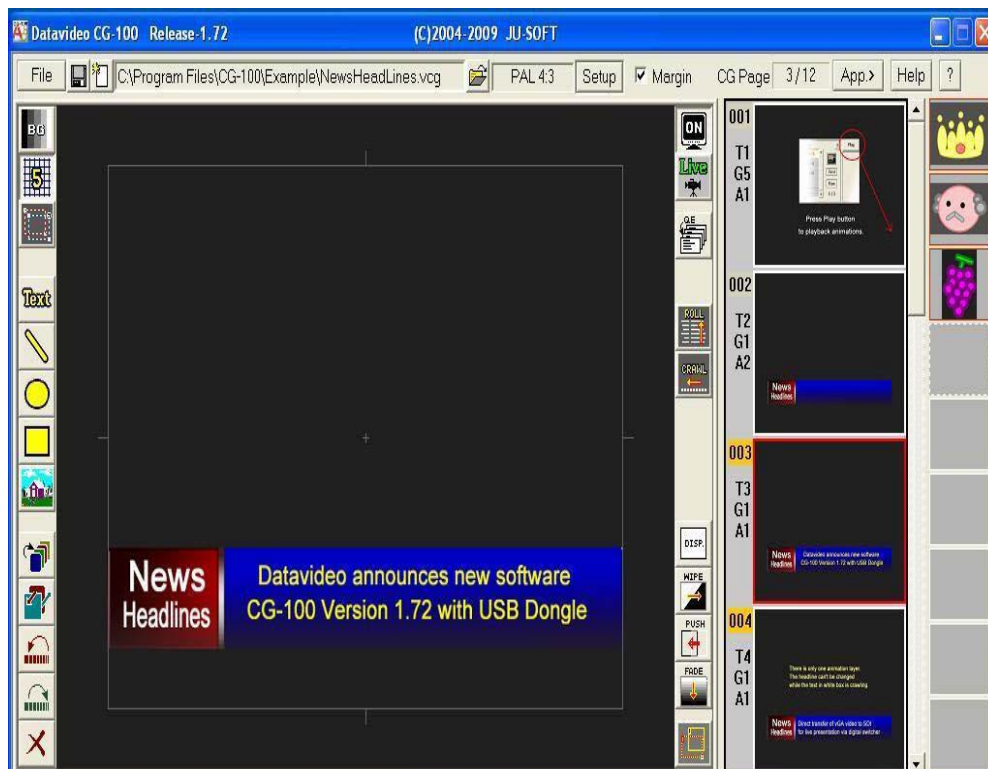 Datavideo CG-100 Release-1.72 (C)2004-2009 JU-SOFT
File C:\Program Files\CG-100\Example\NewsHeadLines.vcg PAL 4:3 Setup Margin CG Page 3/12 App.> Help ?
BG
5
Text
ON
Live
Q.E
ROLL
CRAWL
DISP.
WIPE
PUSH
FADE
News
Headlines
Datavideo announces new software
CG-100 Version 1.72 with USB Dongle
001
T1
G5
A1
Play
Press Play button
to playback animations.
002
T2
G1
A2
News
Headlines
003
T3
G1
A1
News
Headlines
Datavideo announces new software
CG-100 Version 1.72 with USB Dongle
004
T4
G1
A1
There is only one animation layer.
The headline can't be changed
while the text in white box is crawling.
News
Headlines
Direct transfer of VGA video to SDI
for live presentation via digital switcher